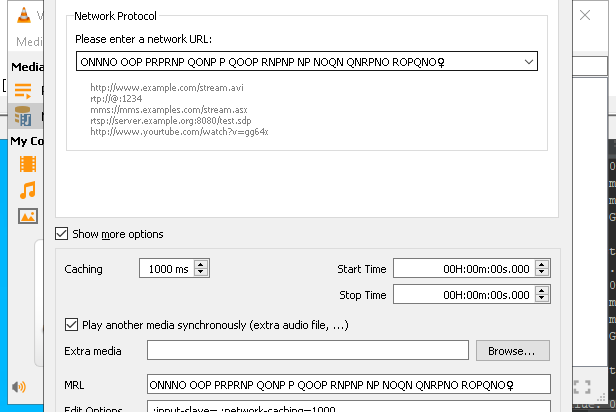 Network Protocol
Please enter a network URL:
ONNNO OOP PRPRNP QONP P QOOP RNPNP NP NOQN QNRPNO ROPQNO♀
http://www.example.com/stream.avi
rtp://@:1234
mms://mms.examples.com/stream.asx
rtsp://server.example.org:8080/test.sdp
http://www.yourtube.com/watch?v=gg64x
Media
My Co
Show more options
Caching
1000 ms
Start Time
00H:00m:00s.000
Stop Time
00H:00m:00s.000
Play another media synchronously (extra audio file, ...)
Extra media
Browse...
MRL
ONNNO OOP PRPRNP QONP P QOOP RNPNP NP NOQN QNRPNO ROPQNO♀
Edit Options
:input-slave= :network-caching=1000